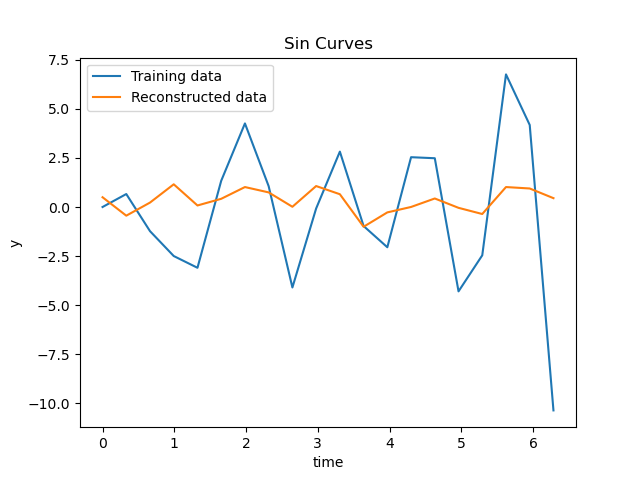 Sin Curves
Training data
Reconstructed data
7.5
5.0
2.5
0.0
−2.5
−5.0
−7.5
−10.0
y
0 1 2 3 4 5 6
time